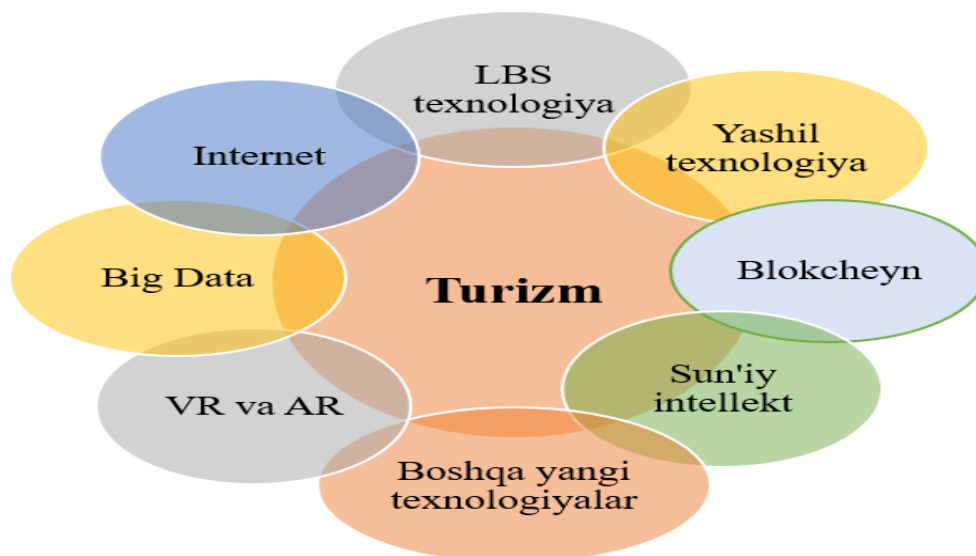 LBS
texnologiya
Yashil
texnologiya
Internet
Big Data
Turizm
Blokcheyn
VR va AR
Sun'iy
intellekt
Boshqa yangi
texnologiyalar